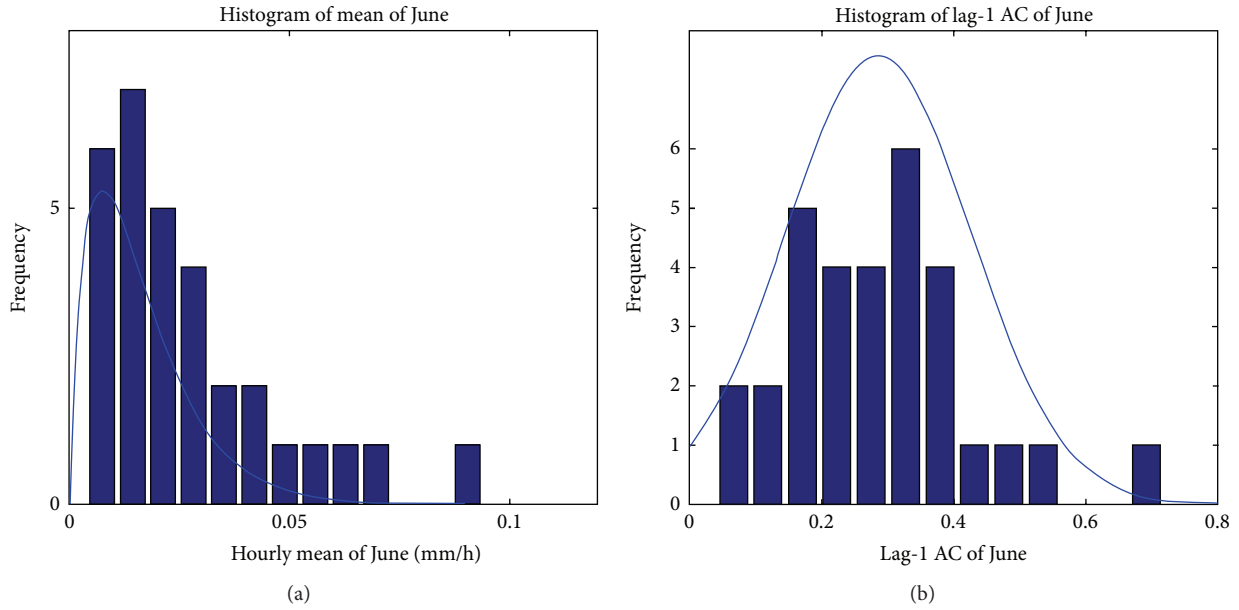 Histogram of mean of June
Frequency
5
0
0
0.05
0.1
Hourly mean of June (mm/h)
(a)
Histogram of lag-1 AC of June
Frequency
6
5
4
3
2
1
0
0
0.2
0.4
0.6
0.8
Lag-1 AC of June
(b)